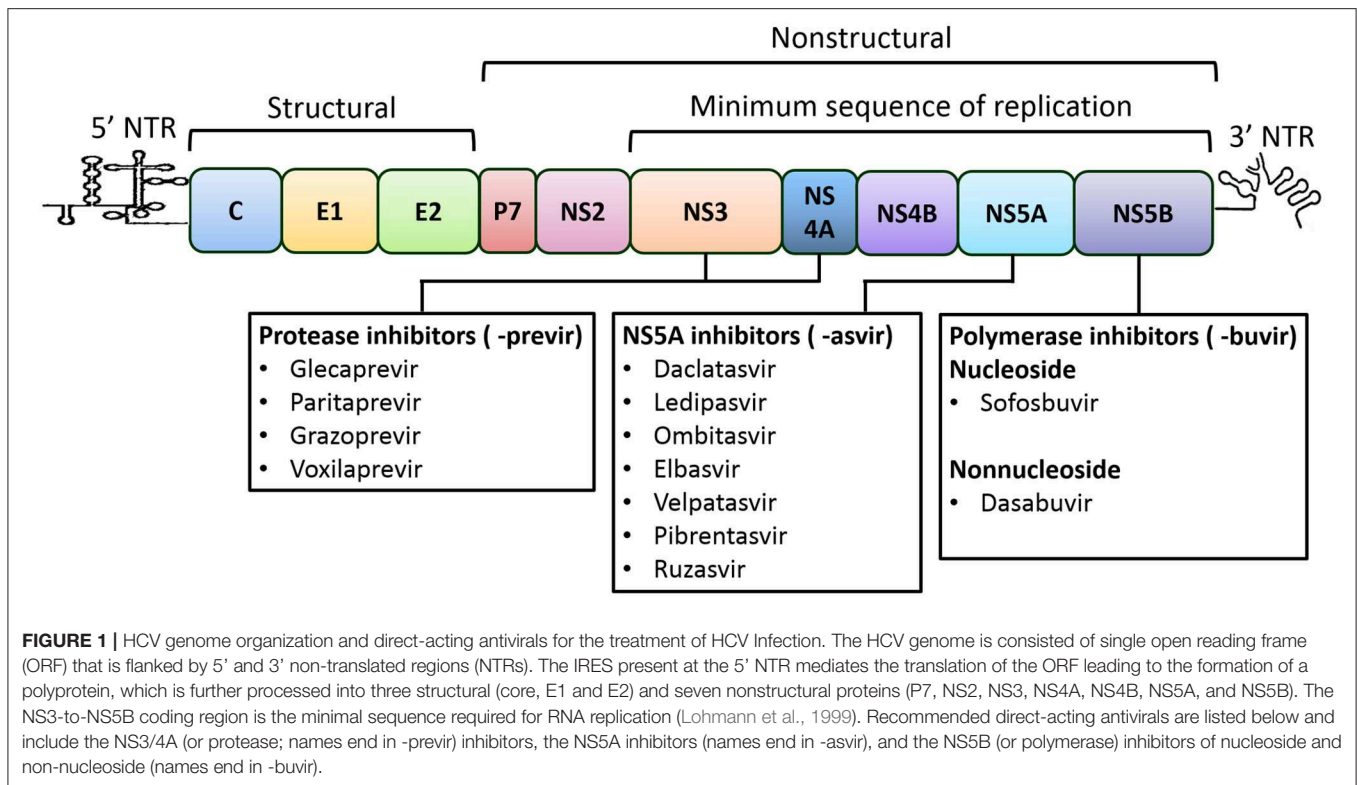 Nonstructural
Structural
Minimum sequence of replication
5’ NTR
3’ NTR
C
E1
E2
P7
NS2
NS3
NS
4A
NS4B
NS5A
NS5B
Protease inhibitors ( -previr)
• Glecaprevir
• Paritaprevir
• Grazoprevir
• Voxilaprevir
NS5A inhibitors ( -asvir)
• Daclatasvir
• Ledipasvir
• Ombitasvir
• Elbasvir
• Velpatasvir
• Pibrentasvir
• Ruzasvir
Polymerase inhibitors ( -buvir)
Nucleoside
• Sofosbuvir
Nonnucleoside
• Dasabuvir
FIGURE 1 | HCV genome organization and direct-acting antivirals for the treatment of HCV Infection. The HCV genome is consisted of single open reading frame
(ORF) that is flanked by 5’ and 3’ non-translated regions (NTRs). The IRES present at the 5’ NTR mediates the translation of the ORF leading to the formation of a
polyprotein, which is further processed into three structural (core, E1 and E2) and seven nonstructural proteins (P7, NS2, NS3, NS4A, NS4B, NS5A, and NS5B). The
NS3-to-NS5B coding region is the minimal sequence required for RNA replication (Lohmann et al., 1999). Recommended direct-acting antivirals are listed below and
include the NS3/4A (or protease; names end in -previr) inhibitors, the NS5A inhibitors (names end in -asvir), and the NS5B (or polymerase) inhibitors of nucleoside and
non-nucleoside (names end in -buvir).